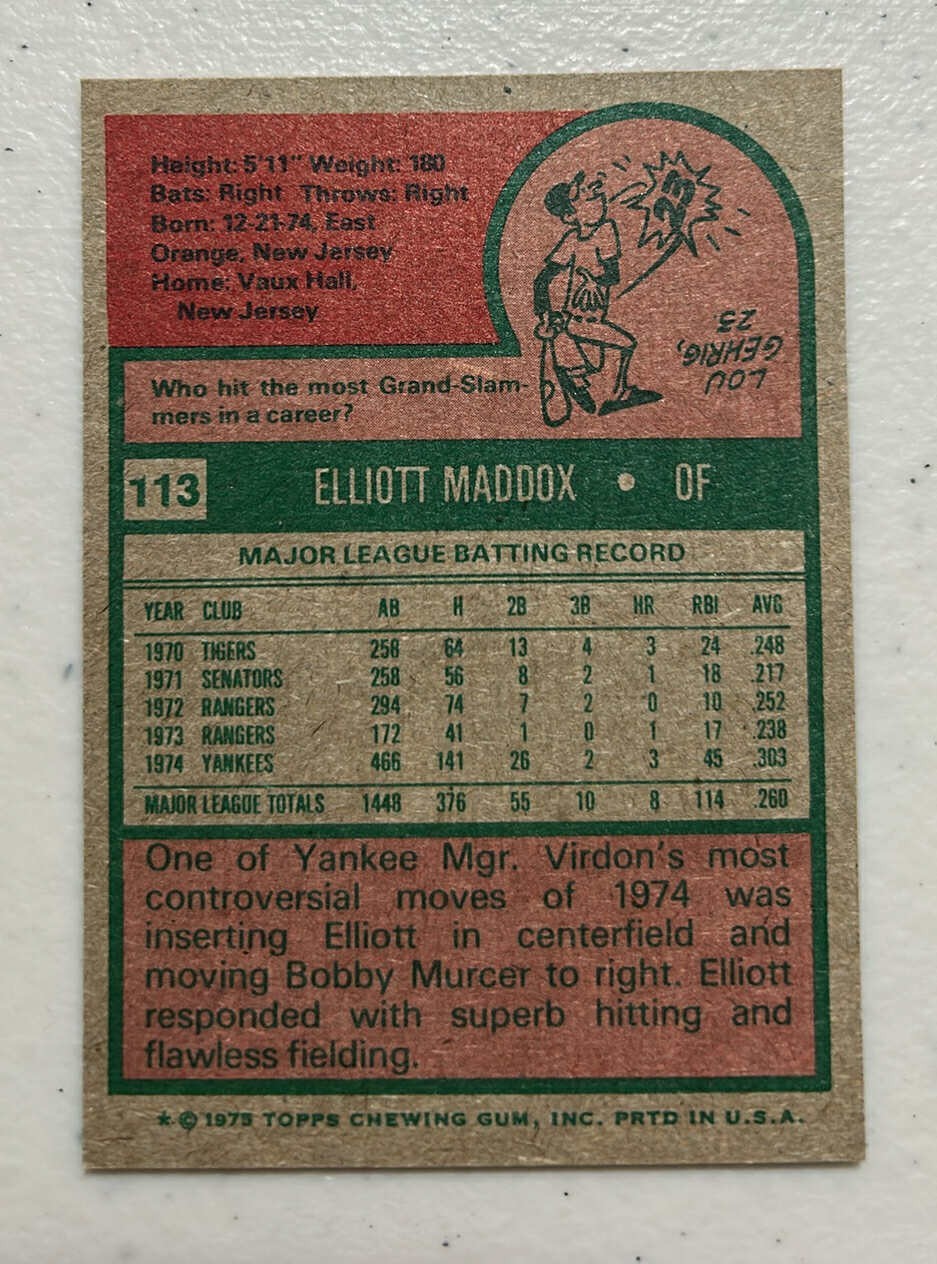 Height: 5'11" Weight: 180
Bats: Right Throws: Right
Born: 12-21-74, East
Orange, New Jersey
Home: Vaux Hall,
New Jersey
23
LOU
GEHRIG,
23
Who hit the most Grand-Slam-
mers in a career?
113 ELLIOTT MADDOX • OF
MAJOR LEAGUE BATTING RECORD
YEAR CLUB AB H 2B 3B HR RBI AVG
1970 TIGERS 258 64 13 4 3 24 .248
1971 SENATORS 258 56 8 2 1 18 .217
1972 RANGERS 294 74 7 2 0 10 .252
1973 RANGERS 172 41 1 0 1 17 .238
1974 YANKEES 466 141 26 2 3 45 .303
MAJOR LEAGUE TOTALS 1448 376 55 10 8 114 .260
One of Yankee Mgr. Virdon's most
controversial moves of 1974 was
inserting Elliott in centerfield and
moving Bobby Murcer to right. Elliott
responded with superb hitting and
flawless fielding.
* © 1975 TOPPS CHEWING GUM, INC. PRTD IN U.S.A.